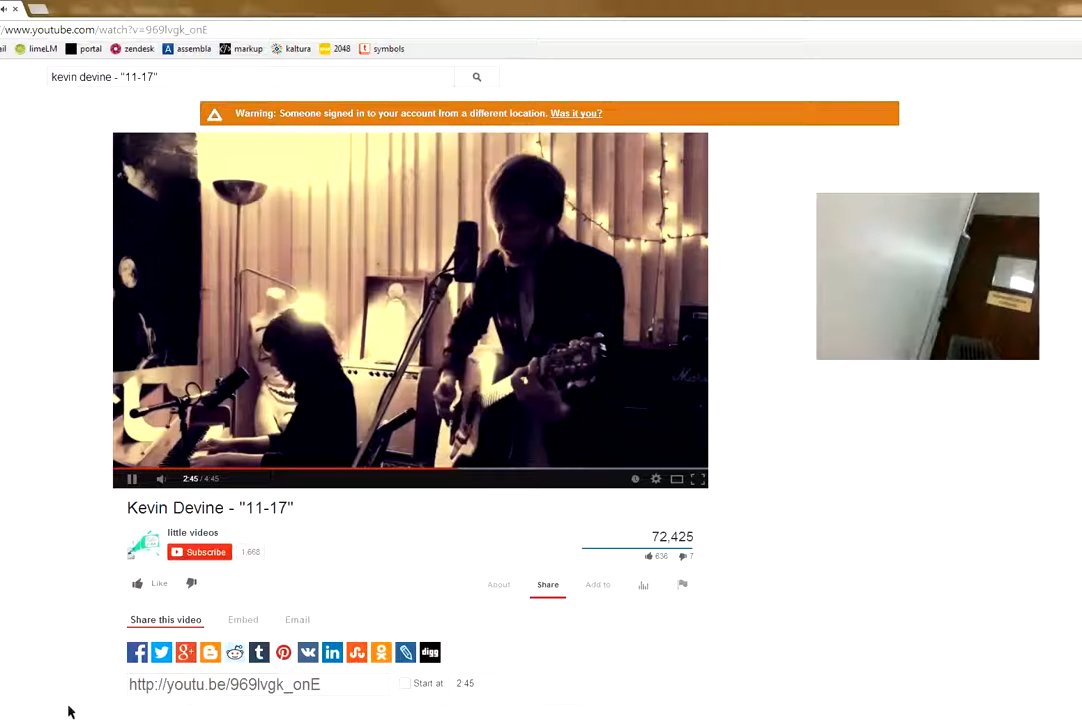 /www.youtube.com/watch?v=969lvgk_onE
ail limeLM portal zendesk assembla markup kaltura 2048 symbols
kevin devine - "11-17"
Warning: Someone signed in to your account from a different location. Was it you?
2:45 / 4:45
Kevin Devine - "11-17"
little videos
Subscribe 1,668
72,425
636 7
Like
About Share Add to
Share this video Embed Email
digg
http://youtu.be/969lvgk_onE Start at 2:45